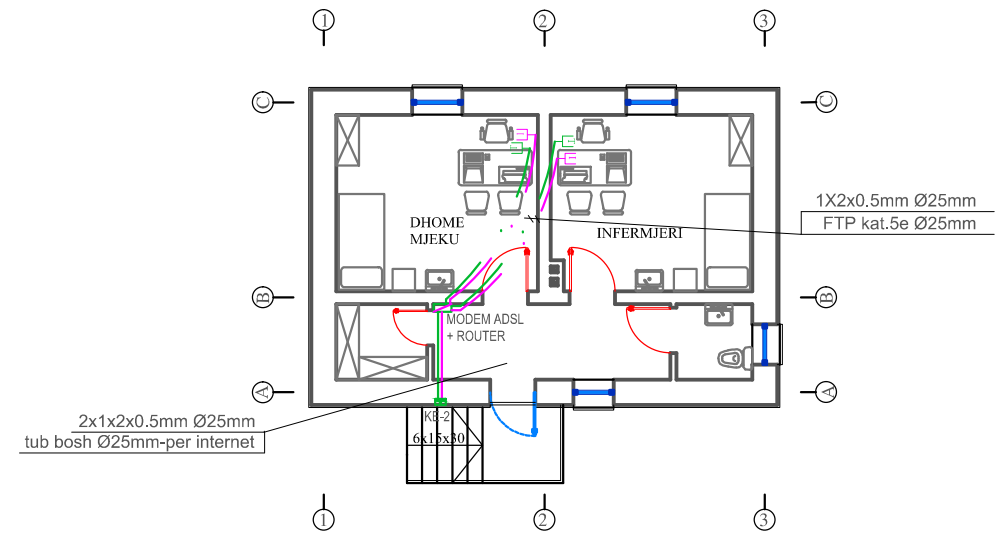 1
2
3
C
C
DHOME
MJEKU
INFERMJERI
1X2x0.5mm Ø25mm
FTP kat.5e Ø25mm
B
B
MODEM ADSL
+ ROUTER
A
A
2x1x2x0.5mm Ø25mm
tub bosh Ø25mm-per internet
KE-2
6x15x30
1
2
3